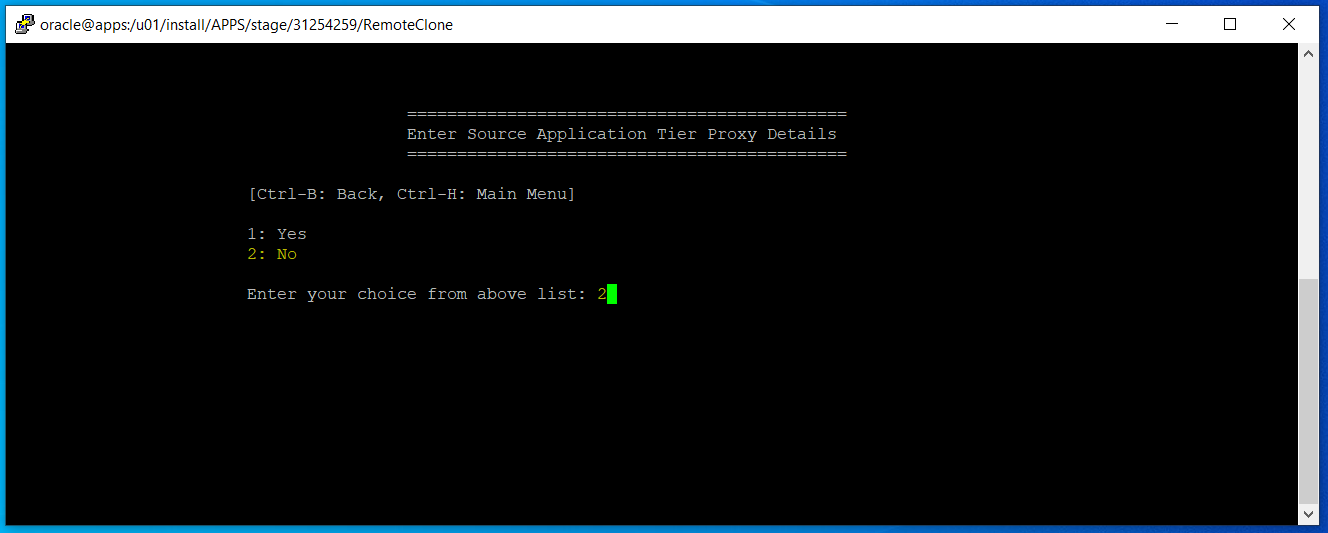 oracle@apps:/u01/install/APPS/stage/31254259/RemoteClone
============================================
Enter Source Application Tier Proxy Details
============================================
[Ctrl-B: Back, Ctrl-H: Main Menu]
1: Yes
2: No
Enter your choice from above list: 2